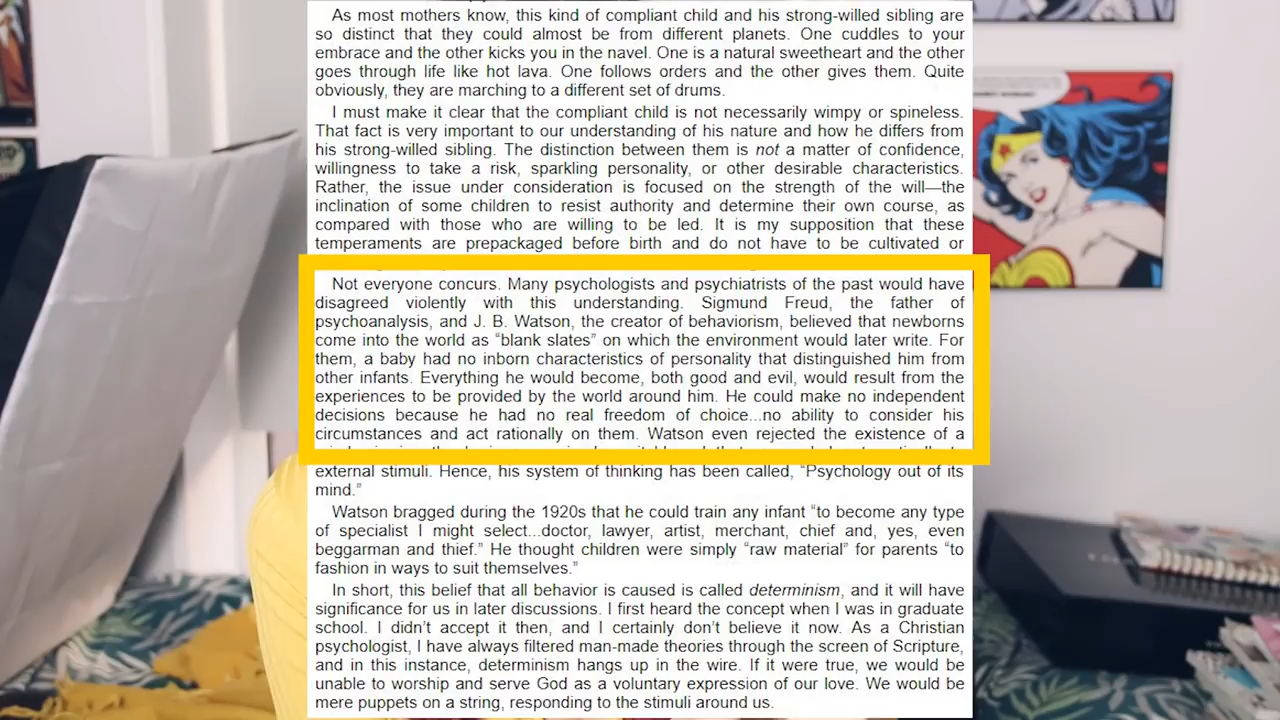 As most mothers know, this kind of compliant child and his strong-willed sibling are
so distinct that they could almost be from different planets. One cuddles to your
embrace and the other kicks you in the navel. One is a natural sweetheart and the other
goes through life like hot lava. One follows orders and the other gives them. Quite
obviously, they are marching to a different set of drums.
I must make it clear that the compliant child is not necessarily wimpy or spineless.
That fact is very important to our understanding of his nature and how he differs from
his strong-willed sibling. The distinction between them is not a matter of confidence,
willingness to take a risk, sparkling personality, or other desirable characteristics.
Rather, the issue under consideration is focused on the strength of the will—the
inclination of some children to resist authority and determine their own course, as
compared with those who are willing to be led. It is my supposition that these
temperaments are prepackaged before birth and do not have to be cultivated or
Not everyone concurs. Many psychologists and psychiatrists of the past would have
disagreed violently with this understanding. Sigmund Freud, the father of
psychoanalysis, and J. B. Watson, the creator of behaviorism, believed that newborns
come into the world as “blank slates” on which the environment would later write. For
them, a baby had no inborn characteristics of personality that distinguished him from
other infants. Everything he would become, both good and evil, would result from the
experiences to be provided by the world around him. He could make no independent
decisions because he had no real freedom of choice...no ability to consider his
circumstances and act rationally on them. Watson even rejected the existence of a
external stimuli. Hence, his system of thinking has been called, “Psychology out of its
mind.”
Watson bragged during the 1920s that he could train any infant “to become any type
of specialist I might select...doctor, lawyer, artist, merchant, chief and, yes, even
beggarman and thief.” He thought children were simply “raw material” for parents “to
fashion in ways to suit themselves.”
In short, this belief that all behavior is caused is called determinism, and it will have
significance for us in later discussions. I first heard the concept when I was in graduate
school. I didn’t accept it then, and I certainly don’t believe it now. As a Christian
psychologist, I have always filtered man-made theories through the screen of Scripture,
and in this instance, determinism hangs up in the wire. If it were true, we would be
unable to worship and serve God as a voluntary expression of our love. We would be
mere puppets on a string, responding to the stimuli around us.